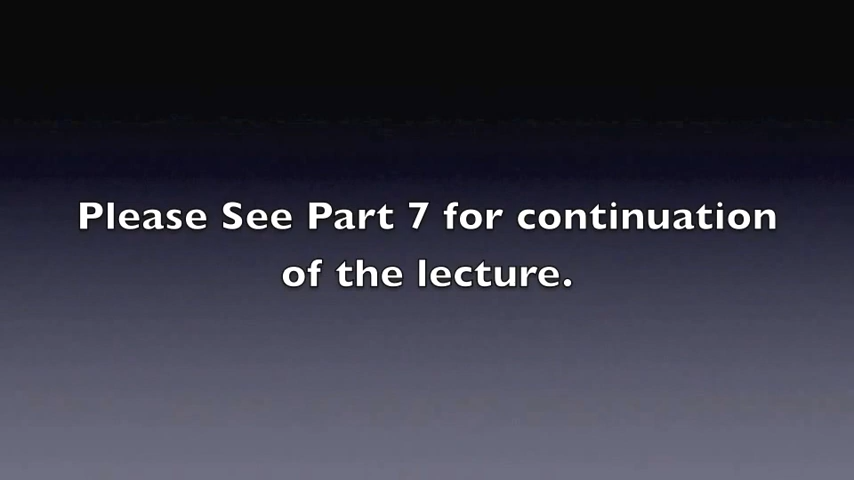 Please See Part 7 for continuation
of the lecture.